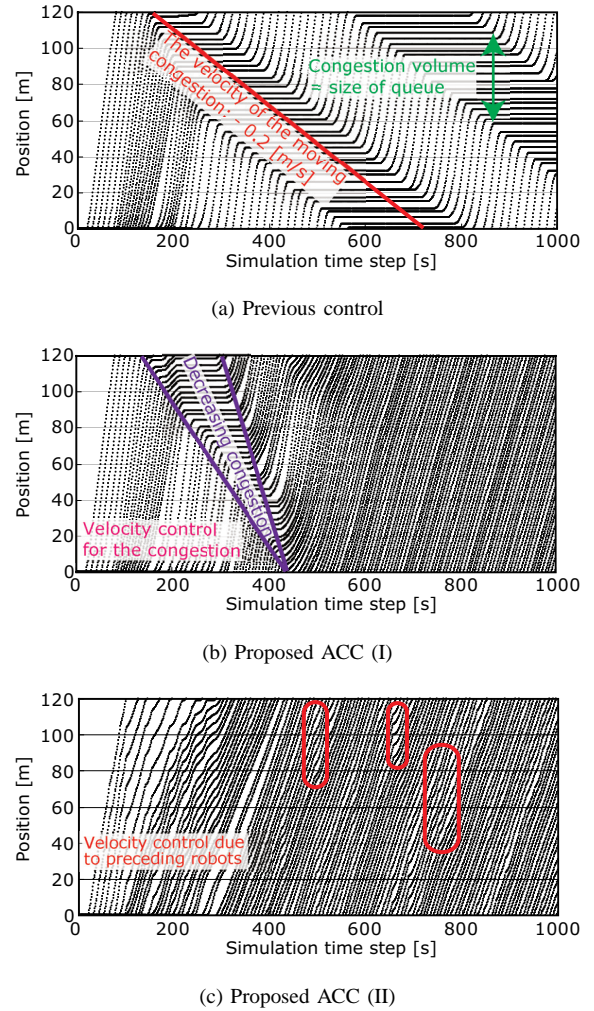 120
100
80
60
40
20
0
Position [m]
The velocity of the moving
congestion: - 0.2 [m/s]
Congestion volume
= size of queue
0 200 400 600 800 1000
Simulation time step [s]
(a) Previous control
120
100
80
60
40
20
0
Position [m]
Decreasing congestion
Velocity control
for the congestion
0 200 400 600 800 1000
Simulation time step [s]
(b) Proposed ACC (I)
120
100
80
60
40
20
0
Position [m]
Velocity control due
to preceding robots
0 200 400 600 800 1000
Simulation time step [s]
(c) Proposed ACC (II)